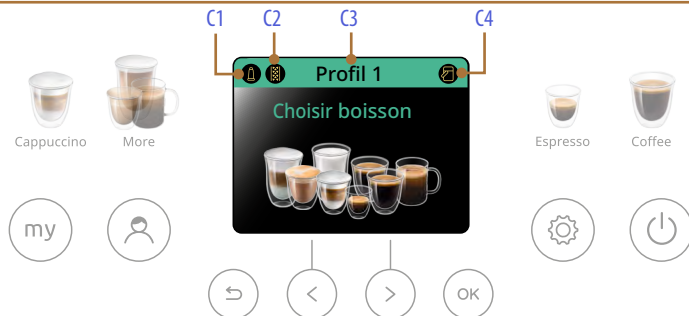 C1 C2 C3 C4
Profil 1
Choisir boisson
Cappuccino More Espresso Coffee
my
OK